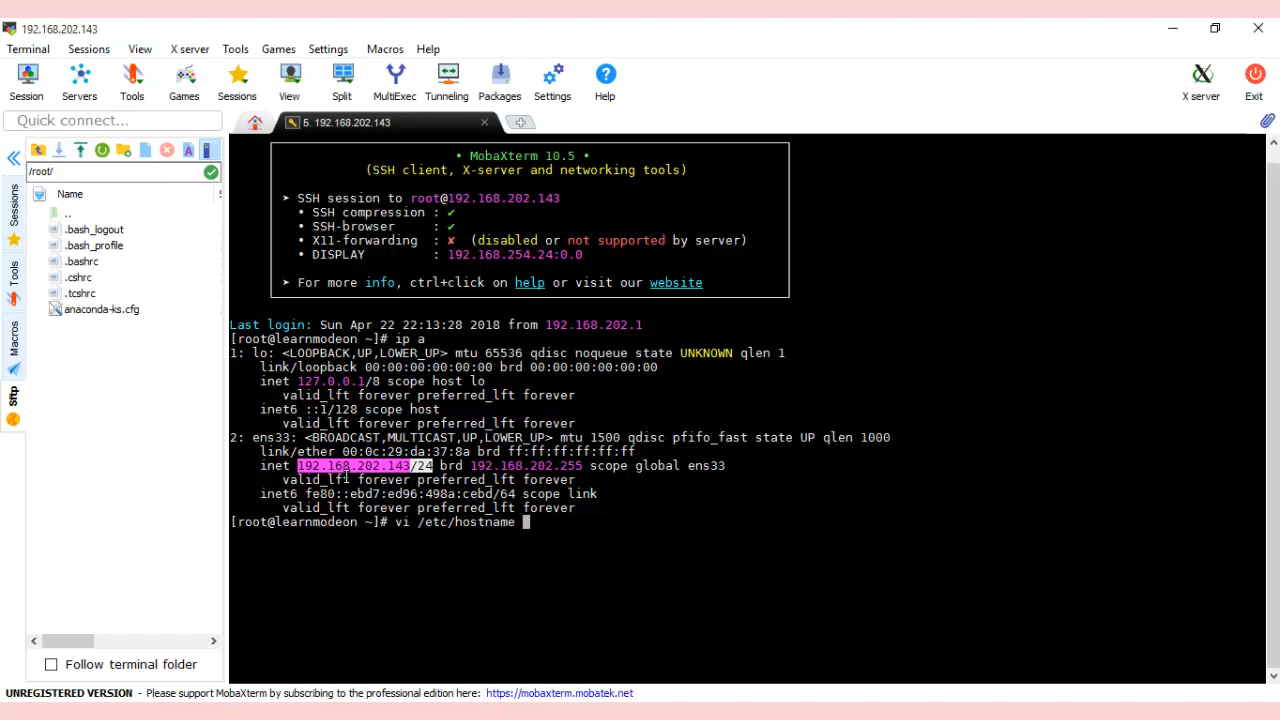 192.168.202.143
Terminal Sessions View X server Tools Games Settings Macros Help
Session Servers Tools Games Sessions View Split MultiExec Tunneling Packages Settings Help X server Exit
Quick connect...
5. 192.168.202.143
/root/
Name
..
.bash_logout
.bash_profile
.bashrc
.cshrc
.tcshrc
anaconda-ks.cfg
Sessions
Tools
Macros
Sftp
Follow terminal folder
• MobaXterm 10.5 •
(SSH client, X-server and networking tools)
➤ SSH session to root@192.168.202.143
• SSH compression : ✔
• SSH-browser : ✔
• X11-forwarding : ✘ (disabled or not supported by server)
• DISPLAY : 192.168.254.24:0.0
➤ For more info, ctrl+click on help or visit our website
Last login: Sun Apr 22 22:13:28 2018 from 192.168.202.1
[root@learnmodeon ~]# ip a
1: lo: <LOOPBACK,UP,LOWER_UP> mtu 65536 qdisc noqueue state UNKNOWN qlen 1
link/loopback 00:00:00:00:00:00 brd 00:00:00:00:00:00
inet 127.0.0.1/8 scope host lo
valid_lft forever preferred_lft forever
inet6 ::1/128 scope host
valid_lft forever preferred_lft forever
2: ens33: <BROADCAST,MULTICAST,UP,LOWER_UP> mtu 1500 qdisc pfifo_fast state UP qlen 1000
link/ether 00:0c:29:da:37:8a brd ff:ff:ff:ff:ff:ff
inet 192.168.202.143/24 brd 192.168.202.255 scope global ens33
valid_lft forever preferred_lft forever
inet6 fe80::ebd7:ed96:498a:cebd/64 scope link
valid_lft forever preferred_lft forever
[root@learnmodeon ~]# vi /etc/hostname
UNREGISTERED VERSION - Please support MobaXterm by subscribing to the professional edition here: https://mobaxterm.mobatek.net